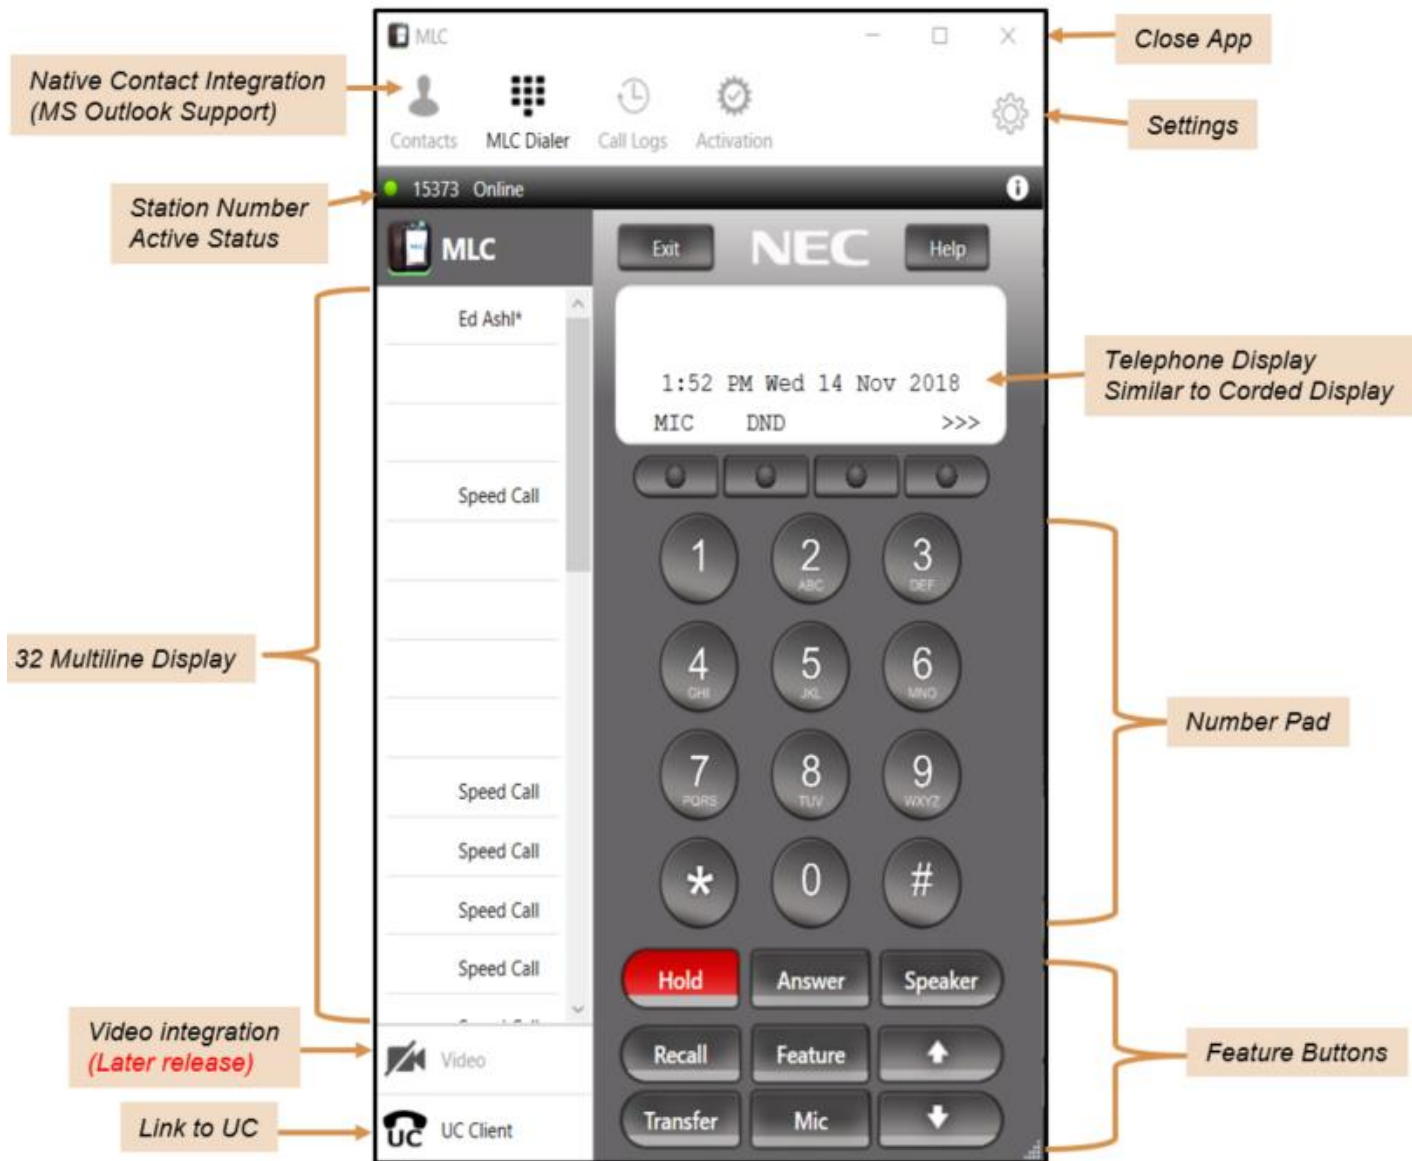 MLC
Close App
Native Contact Integration
(MS Outlook Support)
Contacts
MLC Dialer
Call Logs
Activation
Settings
15373 Online
Station Number
Active Status
MLC
Exit
NEC
Help
Ed Ashl*
1:52 PM Wed 14 Nov 2018
MIC DND >>>
Telephone Display
Similar to Corded Display
Speed Call
1
2
ABC
3
DEF
32 Multiline Display
4
GHI
5
JKL
6
MNO
Number Pad
7
PQRS
8
TUV
9
WXYZ
Speed Call
Speed Call
Speed Call
Speed Call
*
0
#
Hold
Answer
Speaker
Video integration
(Later release)
Video
Recall
Feature
Feature Buttons
Link to UC
UC
UC Client
Transfer
Mic